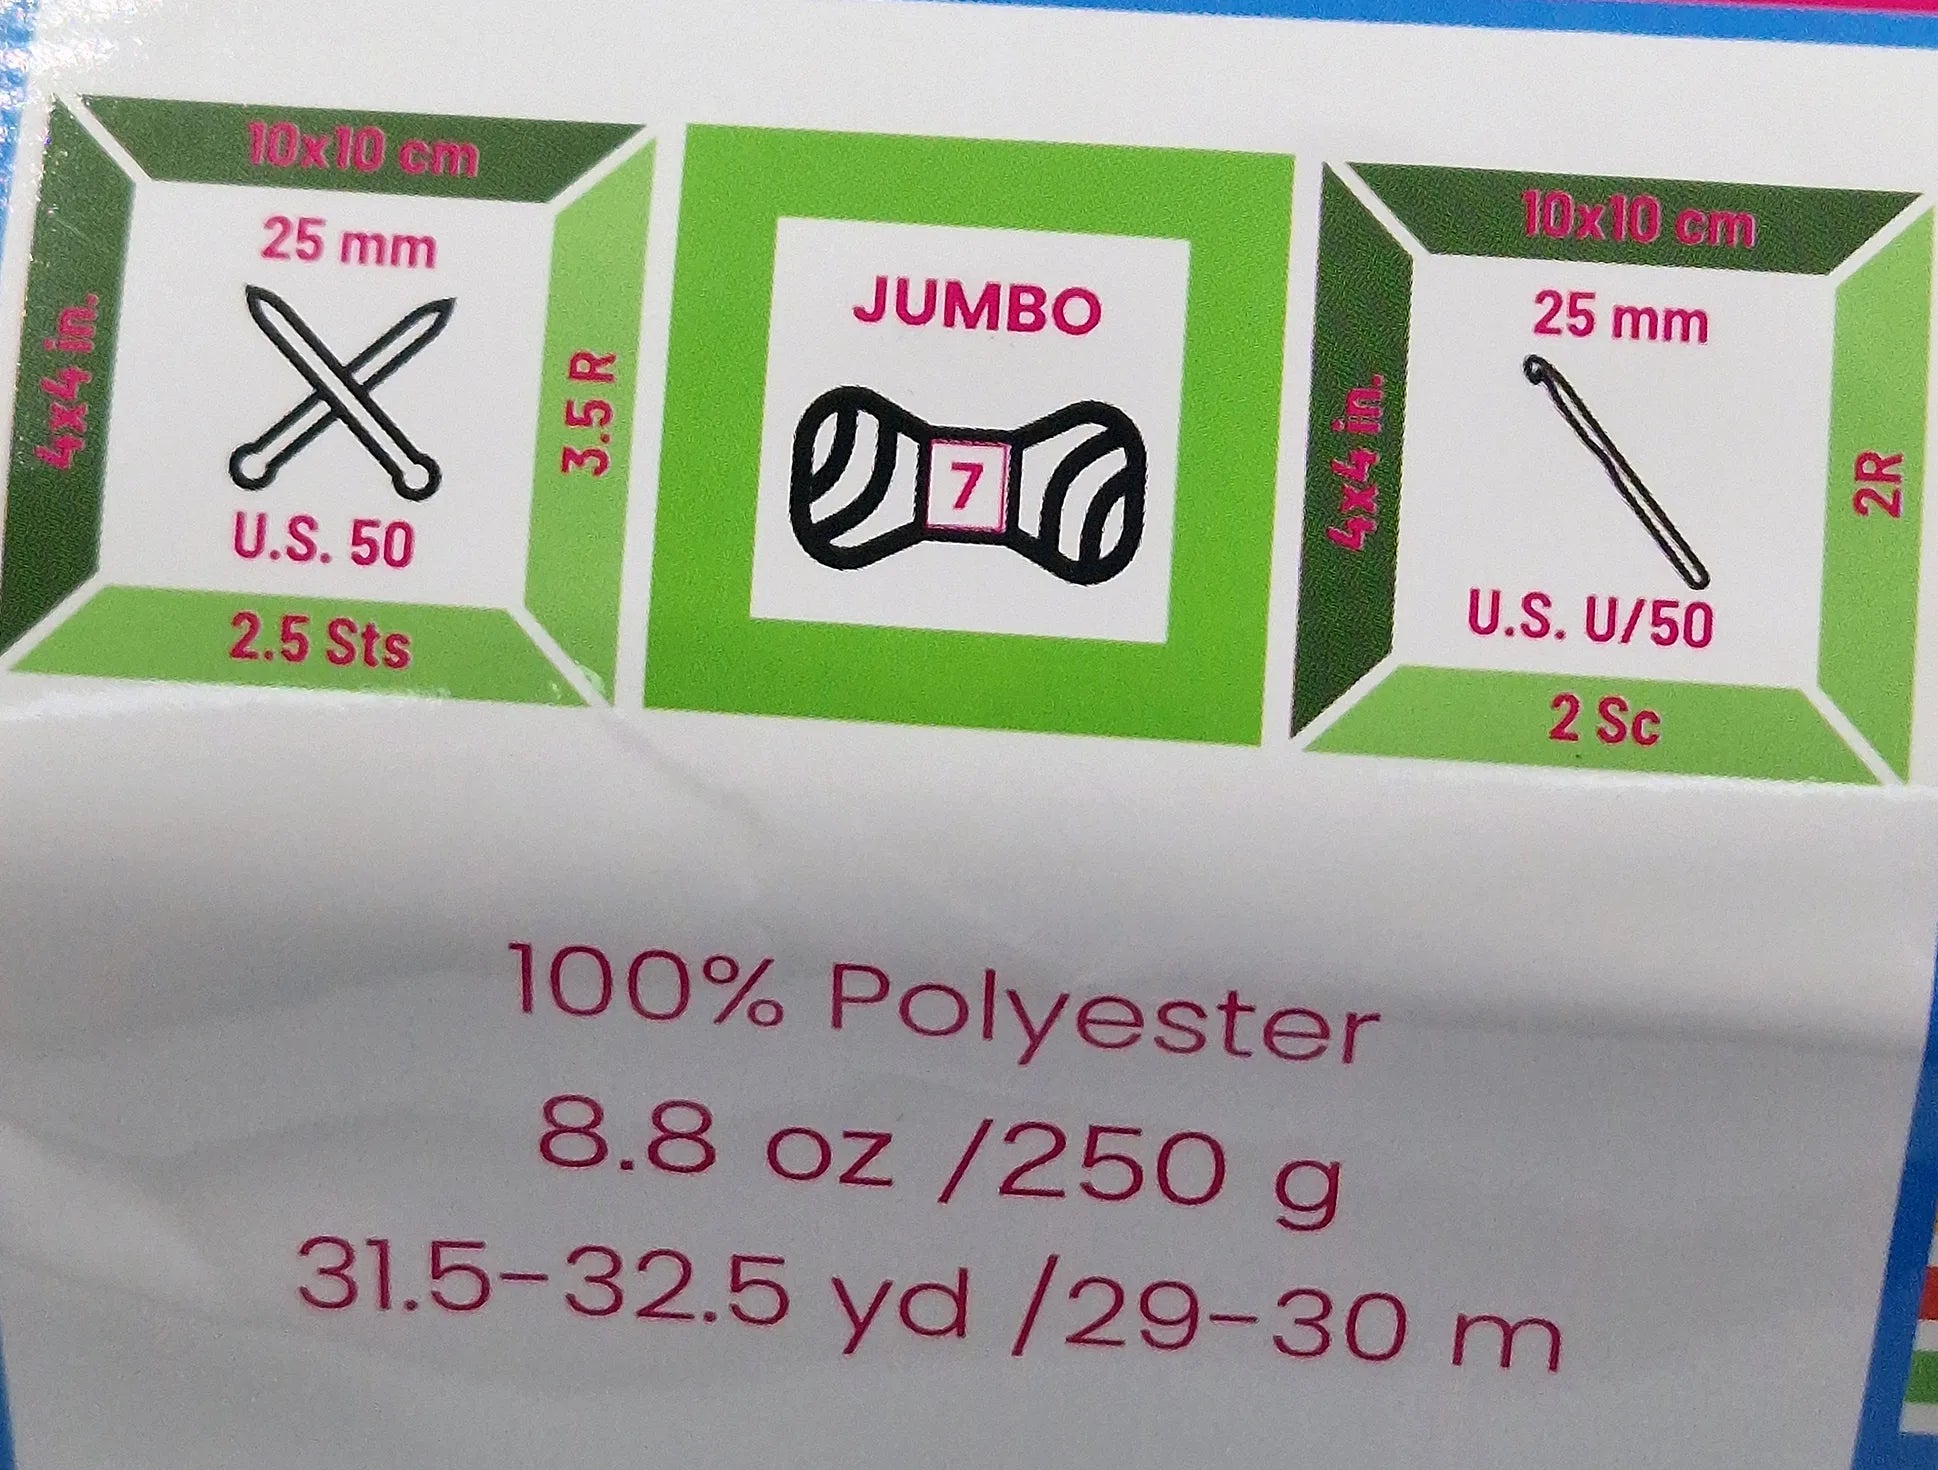 10x10 cm
4x4 in.
25 mm
U.S. 50
3.5 R
2.5 Sts
JUMBO
7
10x10 cm
4x4 in.
25 mm
U.S. U/50
2R
2 Sc
100% Polyester
8.8 oz /250 g
31.5-32.5 yd /29-30 m